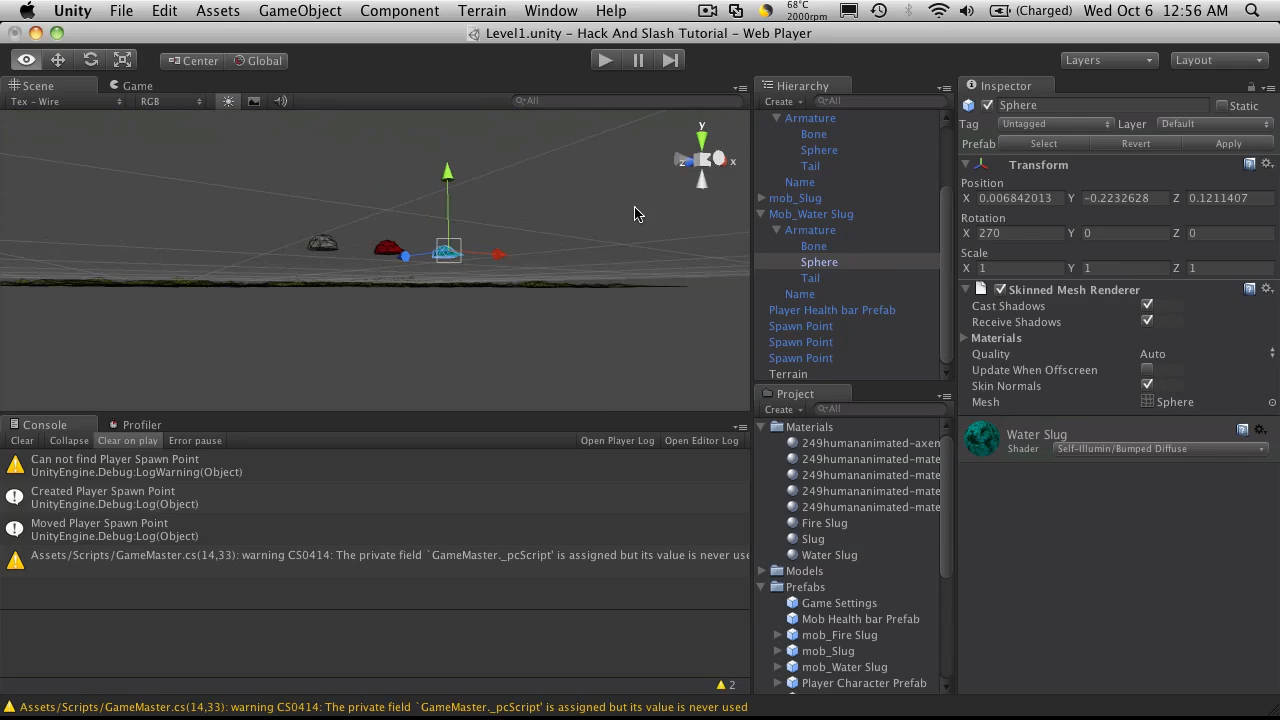 Unity File Edit Assets GameObject Component Terrain Window Help 68°C 2000rpm (Charged) Wed Oct 6 12:56 AM
Level1.unity - Hack And Slash Tutorial - Web Player
Center Global Layers Layout
Scene Game
Tex - Wire RGB All
y
z x
Console Profiler
Clear Collapse Clear on play Error pause Open Player Log Open Editor Log
Can not find Player Spawn Point
UnityEngine.Debug:LogWarning(Object)
Created Player Spawn Point
UnityEngine.Debug:Log(Object)
Moved Player Spawn Point
UnityEngine.Debug:Log(Object)
Assets/Scripts/GameMaster.cs(14,33): warning CS0414: The private field `GameMaster._pcScript' is assigned but its value is never use
2
Hierarchy
Create All
Armature
Bone
Sphere
Tail
Name
mob_Slug
Mob_Water Slug
Armature
Bone
Sphere
Tail
Name
Player Health bar Prefab
Spawn Point
Spawn Point
Spawn Point
Terrain
Project
Create All
Materials
249humananimated-axem
249humananimated-mate
249humananimated-mate
249humananimated-mate
249humananimated-mate
Fire Slug
Slug
Water Slug
Models
Prefabs
Game Settings
Mob Health bar Prefab
mob_Fire Slug
mob_Slug
mob_Water Slug
Player Character Prefab
Inspector
Sphere Static
Tag Untagged Layer Default
Prefab Select Revert Apply
Transform
Position
X 0.006842013 Y -0.2232628 Z 0.1211407
Rotation
X 270 Y 0 Z 0
Scale
X 1 Y 1 Z 1
Skinned Mesh Renderer
Cast Shadows
Receive Shadows
Materials
Quality Auto
Update When Offscreen
Skin Normals
Mesh Sphere
Water Slug
Shader Self-Illumin/Bumped Diffuse
Assets/Scripts/GameMaster.cs(14,33): warning CS0414: The private field `GameMaster._pcScript' is assigned but its value is never used